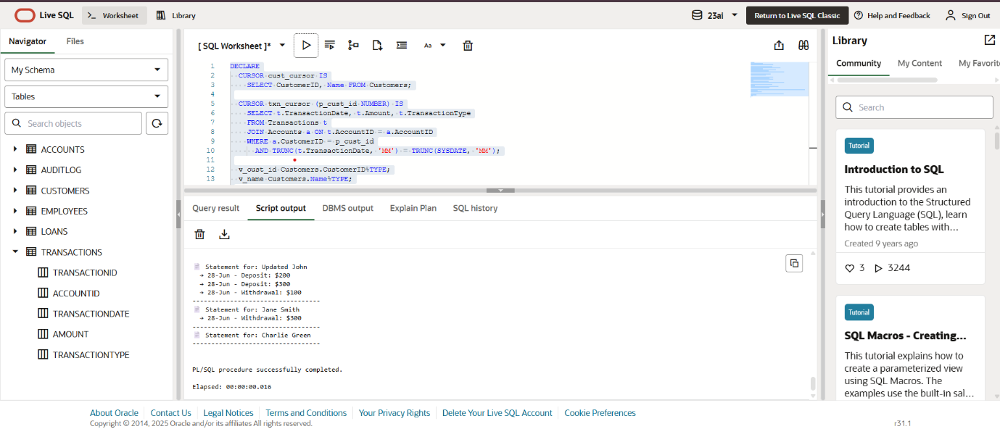 Live SQL
Worksheet
Library
23ai
Return to Live SQL Classic
Help and Feedback
Sign Out
Navigator
Files
My Schema
Tables
Search objects
ACCOUNTS
AUDITLOG
CUSTOMERS
EMPLOYEES
LOANS
TRANSACTIONS
TRANSACTIONID
ACCOUNTID
TRANSACTIONDATE
AMOUNT
TRANSACTIONTYPE
[ SQL Worksheet ]*
Aa
1 DECLARE
2 CURSOR cust_cursor IS
3 SELECT CustomerID, Name FROM Customers;
4
5 CURSOR txn_cursor (p_cust_id NUMBER) IS
6 SELECT t.TransactionDate, t.Amount, t.TransactionType
7 FROM Transactions t
8 JOIN Accounts a ON t.AccountID = a.AccountID
9 WHERE a.CustomerID = p_cust_id
10 AND TRUNC(t.TransactionDate, 'MM') = TRUNC(SYSDATE, 'MM');
11
12 v_cust_id Customers.CustomerID%TYPE;
13 v_name Customers.Name%TYPE;
Query result
Script output
DBMS output
Explain Plan
SQL history
Statement for: Updated John
→ 28-Jun - Deposit: $200
→ 28-Jun - Deposit: $300
→ 28-Jun - Withdrawal: $100
---------------------------------
Statement for: Jane Smith
→ 28-Jun - Withdrawal: $300
---------------------------------
Statement for: Charlie Green
---------------------------------
PL/SQL procedure successfully completed.
Elapsed: 00:00:00.016
Library
Community
My Content
My Favorit
Search
Tutorial
Introduction to SQL
This tutorial provides an
introduction to the Structured
Query Language (SQL), learn
how to create tables with...
Created 9 years ago
3
3244
Tutorial
SQL Macros - Creating...
This tutorial explains how to
create a parameterized view
using SQL Macros. The
examples use the built-in sal...
About Oracle
Contact Us
Legal Notices
Terms and Conditions
Your Privacy Rights
Delete Your Live SQL Account
Cookie Preferences
Copyright © 2014, 2025 Oracle and/or its affiliates All rights reserved.
r31.1